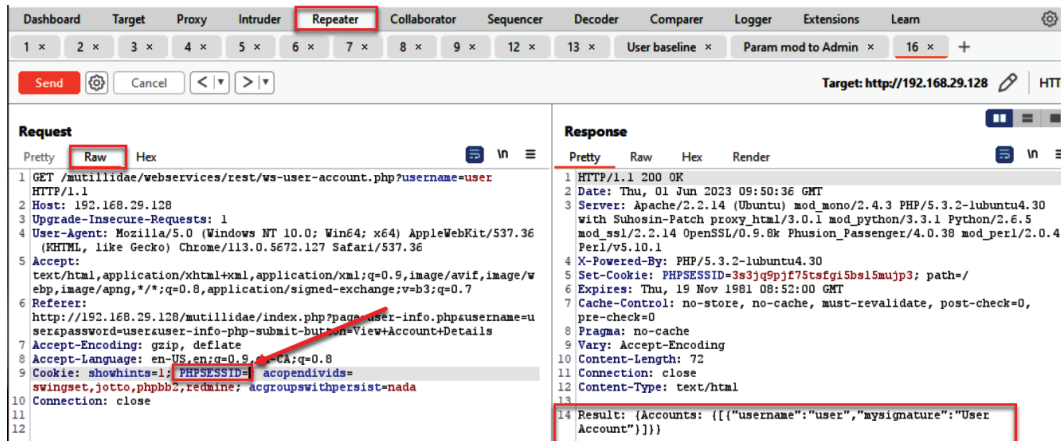 Dashboard Target Proxy Intruder Repeater Collaborator Sequencer Decoder Comparer Logger Extensions Learn
1 × 2 × 3 × 4 × 5 × 6 × 7 × 8 × 9 × 12 × 13 × User baseline × Param mod to Admin × 16 × +
Send Cancel < > Target: http://192.168.29.128 HTT
Request
Pretty Raw Hex \n
1 GET /mutillidae/webservices/rest/ws-user-account.php?username=user
HTTP/1.1
2 Host: 192.168.29.128
3 Upgrade-Insecure-Requests: 1
4 User-Agent: Mozilla/5.0 (Windows NT 10.0; Win64; x64) AppleWebKit/537.36
(KHTML, like Gecko) Chrome/113.0.5672.127 Safari/537.36
5 Accept:
text/html,application/xhtml+xml,application/xml;q=0.9,image/avif,image/w
ebp,image/apng,*/*;q=0.8,application/signed-exchange;v=b3;q=0.7
6 Referer:
http://192.168.29.128/mutillidae/index.php?page=user-info.php&username=u
ser&password=user&user-info-php-submit-button=View+Account+Details
7 Accept-Encoding: gzip, deflate
8 Accept-Language: en-US,en;q=0.9, CA;q=0.8
9 Cookie: showhints=1; PHPSESSID= acopendivids=
swingset,jotto,phpbb2,redmine; acgroupswithpersist=nada
10 Connection: close
11
12
Response
Pretty Raw Hex Render \n
1 HTTP/1.1 200 OK
2 Date: Thu, 01 Jun 2023 09:50:36 GMT
3 Server: Apache/2.2.14 (Ubuntu) mod_mono/2.4.3 PHP/5.3.2-1ubuntu4.30
with Suhosin-Patch proxy_html/3.0.1 mod_python/3.3.1 Python/2.6.5
mod_ssl/2.2.14 OpenSSL/0.9.8k Phusion_Passenger/4.0.38 mod_perl/2.0.4
Perl/v5.10.1
4 X-Powered-By: PHP/5.3.2-1ubuntu4.30
5 Set-Cookie: PHPSESSID=3s3jq9pjf75tsfgi5bsl5mujp3; path=/
6 Expires: Thu, 19 Nov 1981 08:52:00 GMT
7 Cache-Control: no-store, no-cache, must-revalidate, post-check=0,
pre-check=0
8 Pragma: no-cache
9 Vary: Accept-Encoding
10 Content-Length: 72
11 Connection: close
12 Content-Type: text/html
13
14 Result: {Accounts: {[{"username":"user","mysignature":"User
Account"}]}}